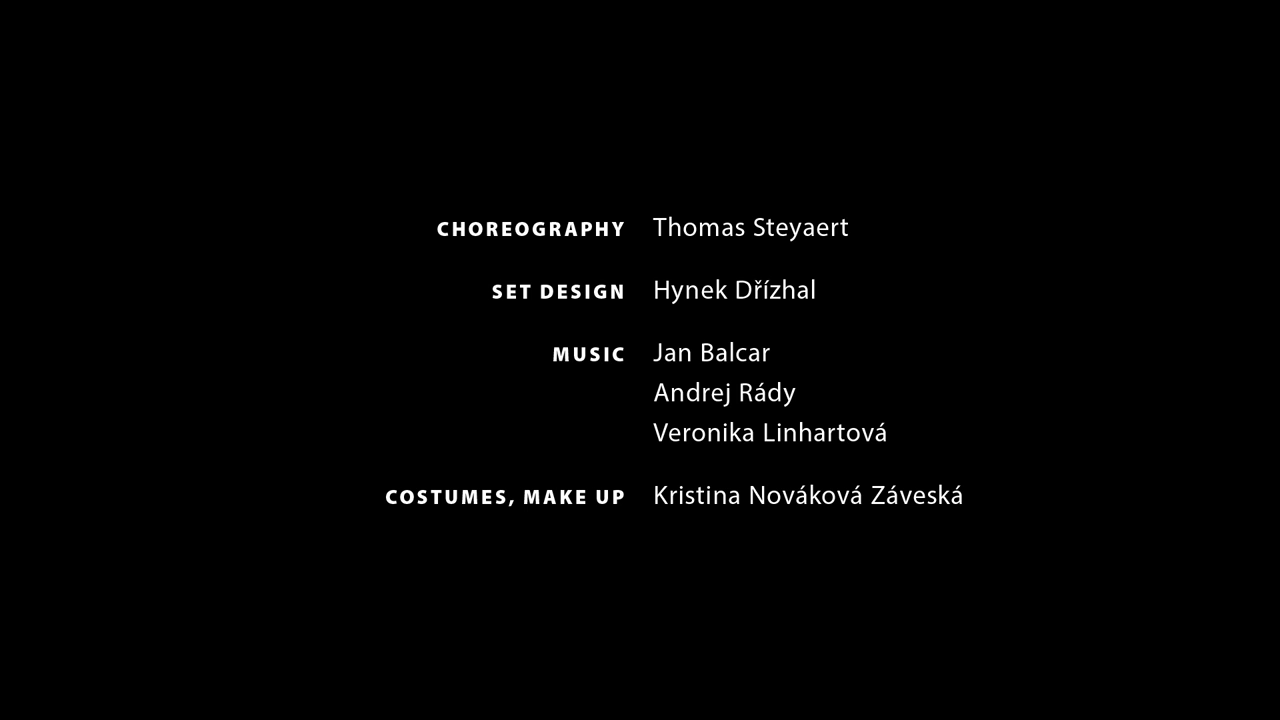 CHOREOGRAPHY Thomas Steyaert
SET DESIGN Hynek Dřízhal
MUSIC Jan Balcar
Andrej Rády
Veronika Linhartová
COSTUMES, MAKE UP Kristina Nováková Záveská